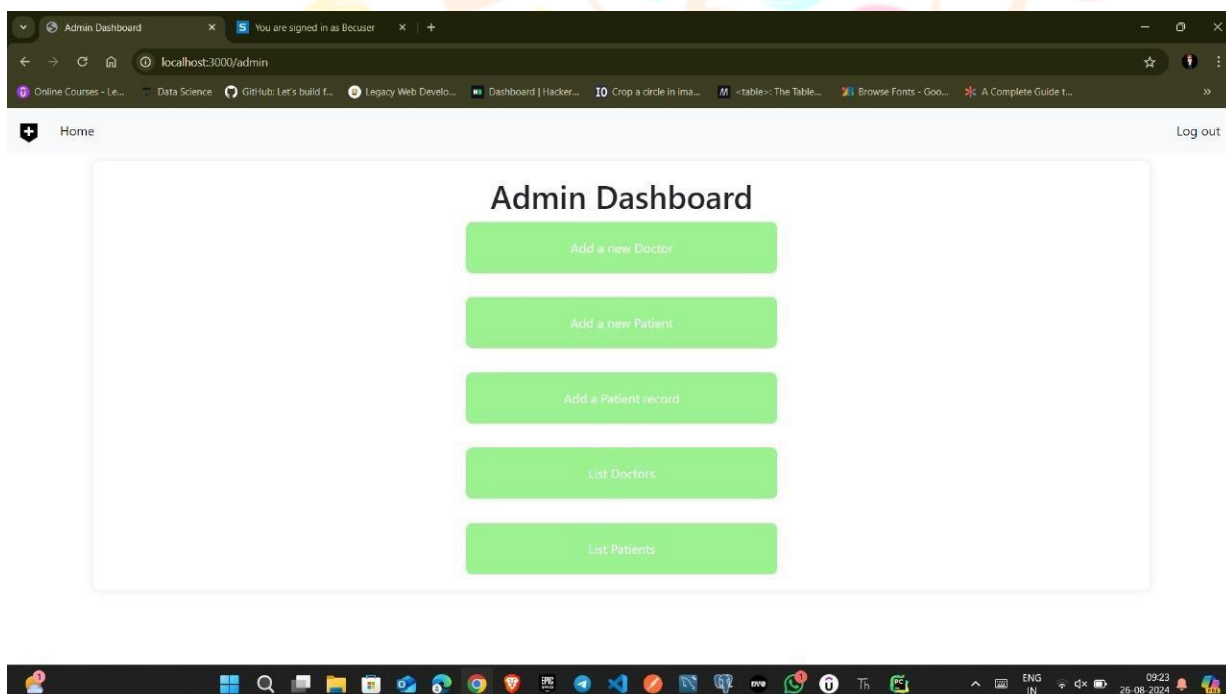 Admin Dashboard
You are signed in as Becuser
localhost:3000/admin
Online Courses - Le...
Data Science
GitHub: Let's build f...
Legacy Web Develo...
Dashboard | Hacker...
IO Crop a circle in ima...
M <table>: The Table...
Browse Fonts - Goo...
A Complete Guide t...
Home
Log out
Admin Dashboard
Add a new Doctor
Add a new Patient
Add a Patient record
List Doctors
List Patients
ENG
IN
09:23
26-08-2024